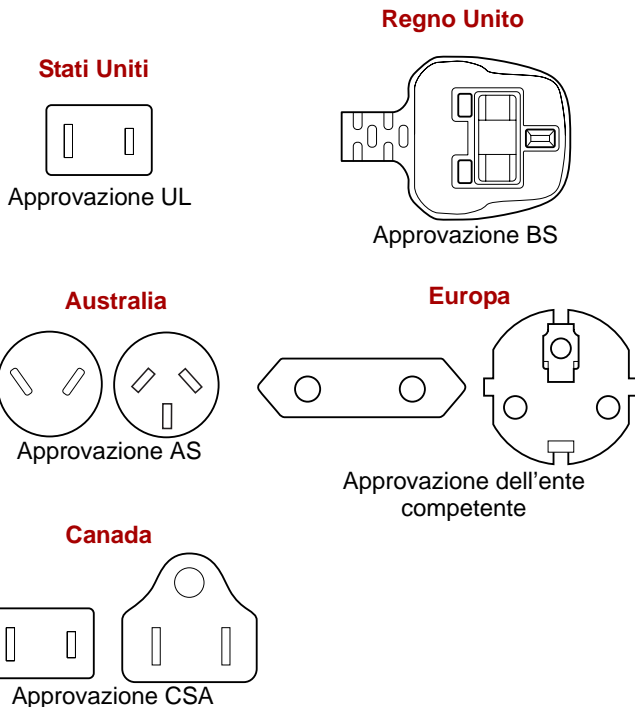 Stati Uniti
Approvazione UL
Regno Unito
Approvazione BS
Australia
Approvazione AS
Europa
Approvazione dell'ente
competente
Canada
Approvazione CSA